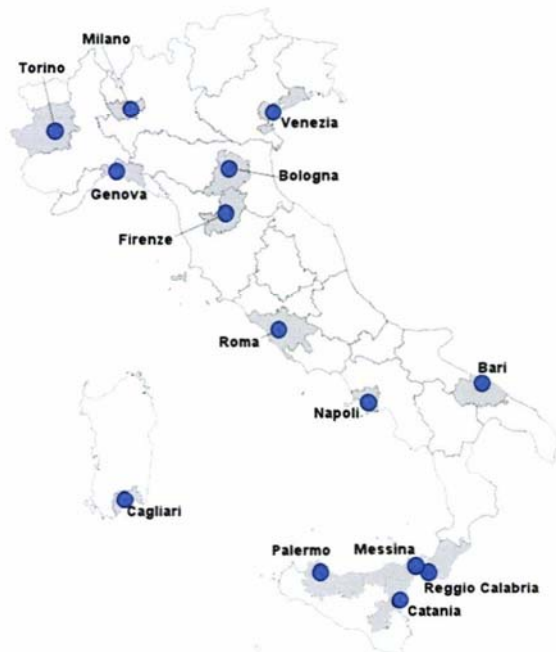 Milano
Torino
Venezia
Bologna
Genova
Firenze
Roma
Bari
Napoli
Cagliari
Palermo
Messina
Reggio Calabria
Catania